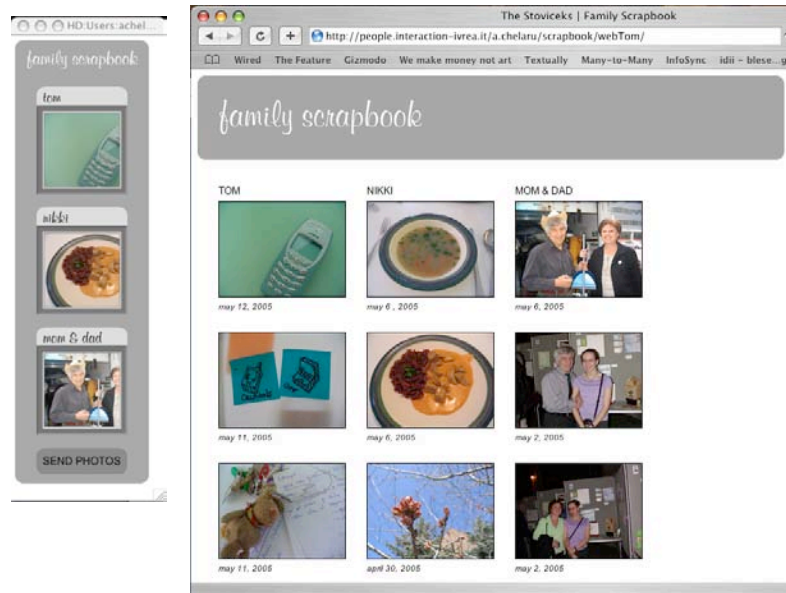 HD:Users:achel...
family scrapbook
tom
nikki
mom & dad
SEND PHOTOS
The Stoviceks | Family Scrapbook
http://people.interaction-ivrea.it/a.chelaru/scrapbook/webTom/
Wired The Feature Gizmodo We make money not art Textually Many-to-Many InfoSync idii - blese...g
family scrapbook
TOM NIKKI MOM & DAD
may 12, 2005 may 6 , 2005 may 6, 2005
may 11, 2005 may 6, 2005 may 2, 2005
may 11, 2005 april 30, 2005 may 2, 2005